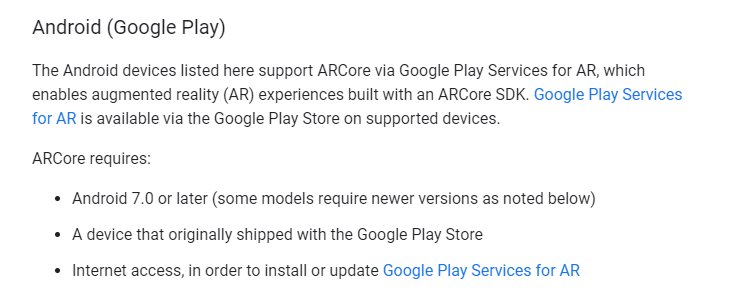 Android (Google Play)
The Android devices listed here support ARCore via Google Play Services for AR, which
enables augmented reality (AR) experiences built with an ARCore SDK. Google Play Services
for AR is available via the Google Play Store on supported devices.
ARCore requires:
• Android 7.0 or later (some models require newer versions as noted below)
• A device that originally shipped with the Google Play Store
• Internet access, in order to install or update Google Play Services for AR